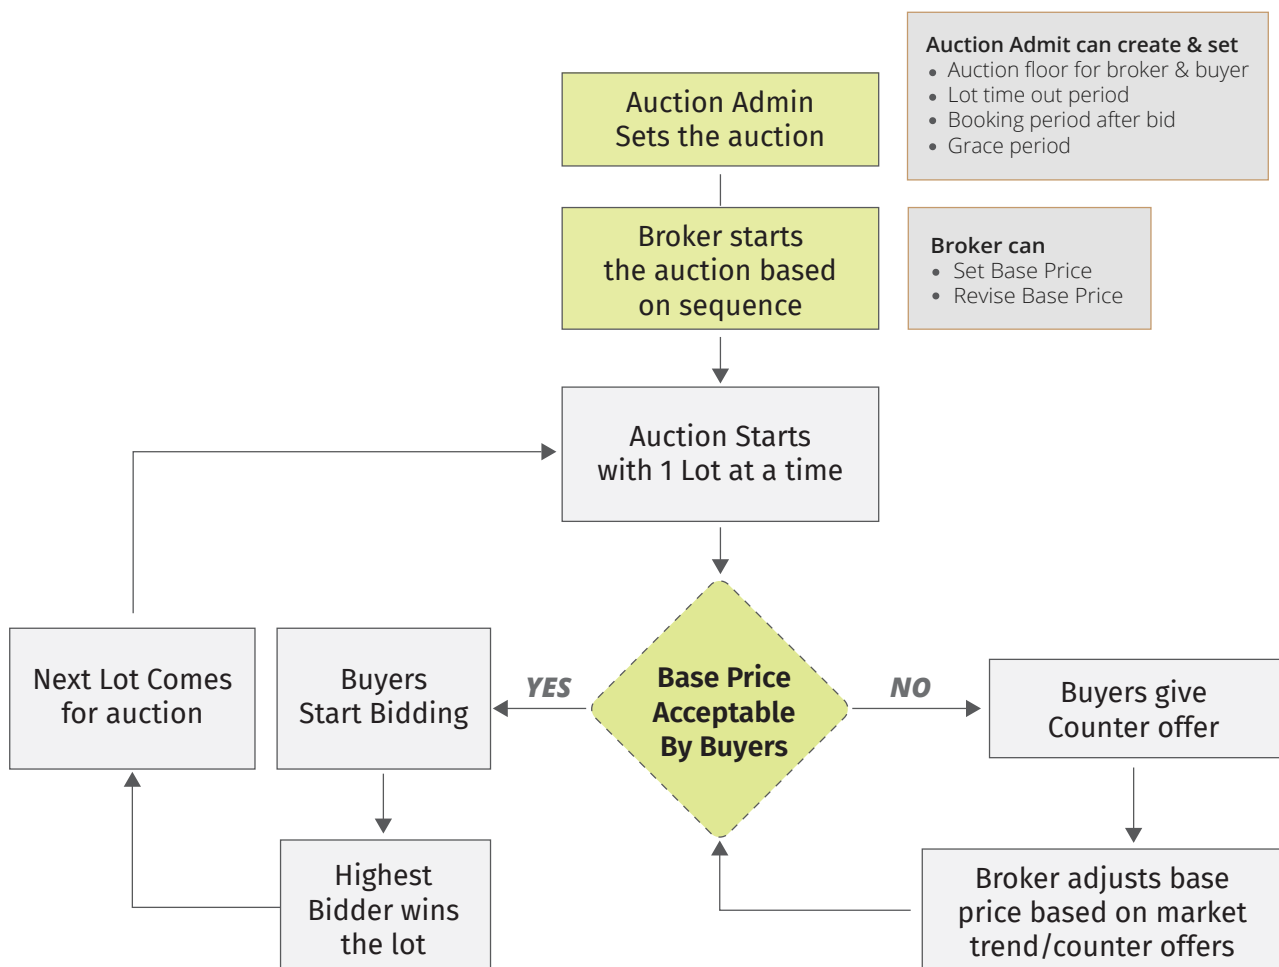 Auction Admit can create & set
• Auction floor for broker & buyer
• Lot time out period
• Booking period after bid
• Grace period
Auction Admin
Sets the auction
Broker starts
the auction based
on sequence
Broker can
• Set Base Price
• Revise Base Price
Auction Starts
with 1 Lot at a time
Next Lot Comes
for auction
Buyers
Start Bidding
YES
Base Price
Acceptable
By Buyers
NO
Buyers give
Counter offer
Highest
Bidder wins
the lot
Broker adjusts base
price based on market
trend/counter offers